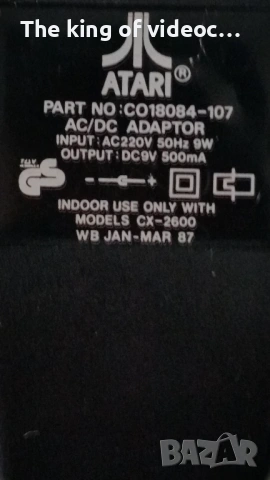 The king of videoc...
ATARI®
PART NO:CO18084-107
AC/DC ADAPTOR
INPUT:AC220V 50Hz 9W
OUTPUT:DC9V 500mA
GS
INDOOR USE ONLY WITH
MODELS CX-2600
WB JAN-MAR 87
bazar